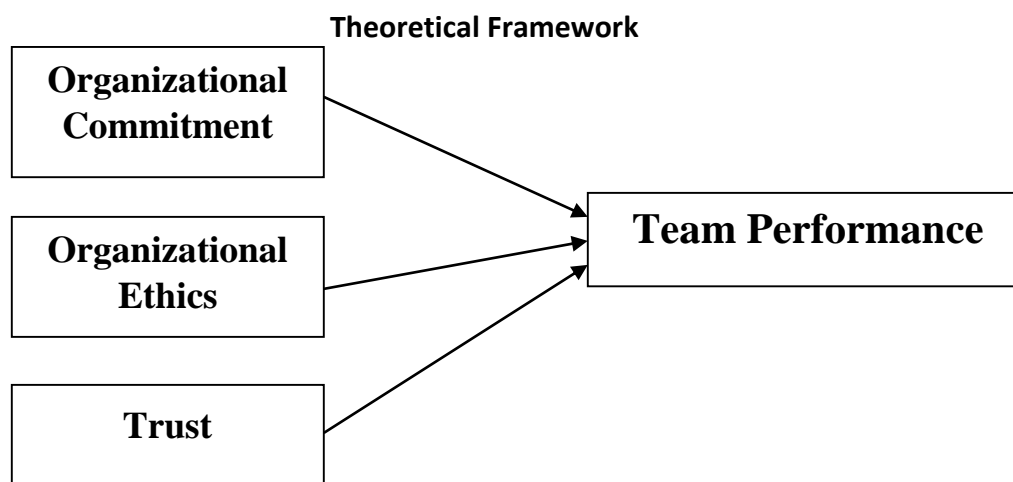 Theoretical Framework
Organizational
Commitment
Organizational
Ethics
Trust
Team Performance